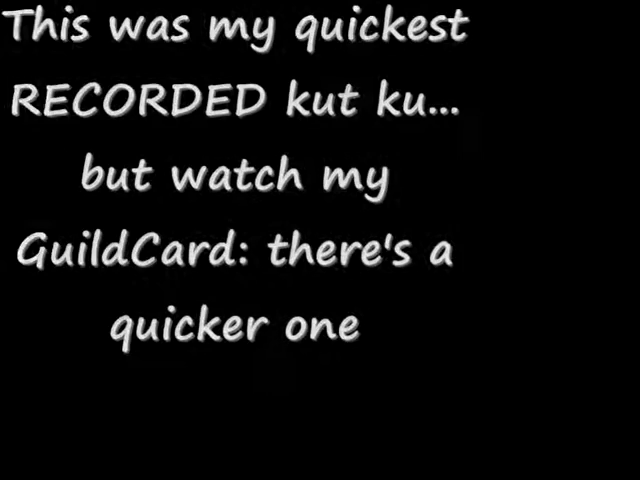 This was my quickest
RECORDED kut ku...
but watch my
GuildCard: there's a
quicker one